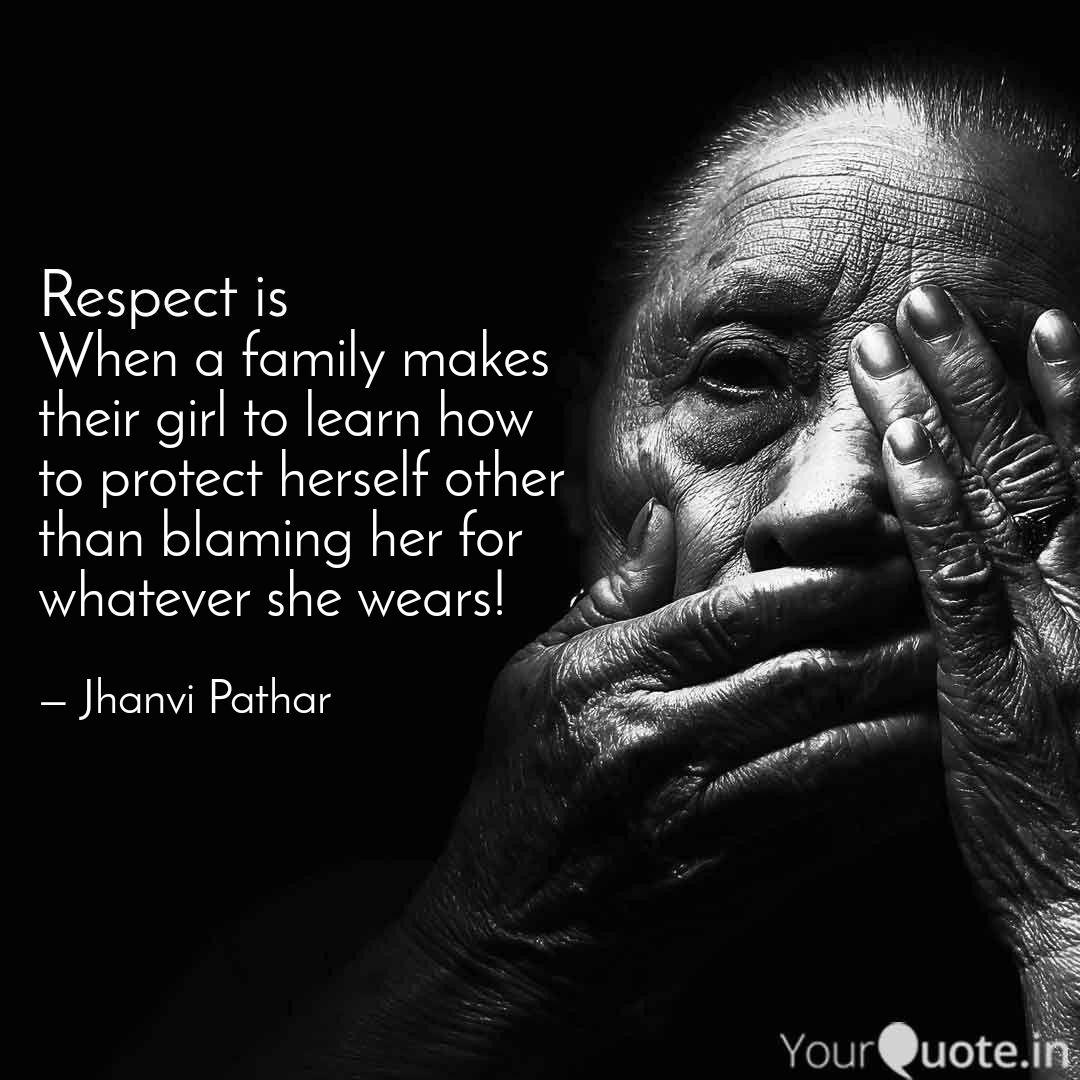 Respect is
When a family makes
their girl to learn how
to protect herself other
than blaming her for
whatever she wears!
– Jhanvi Pathar
YourQuote.in